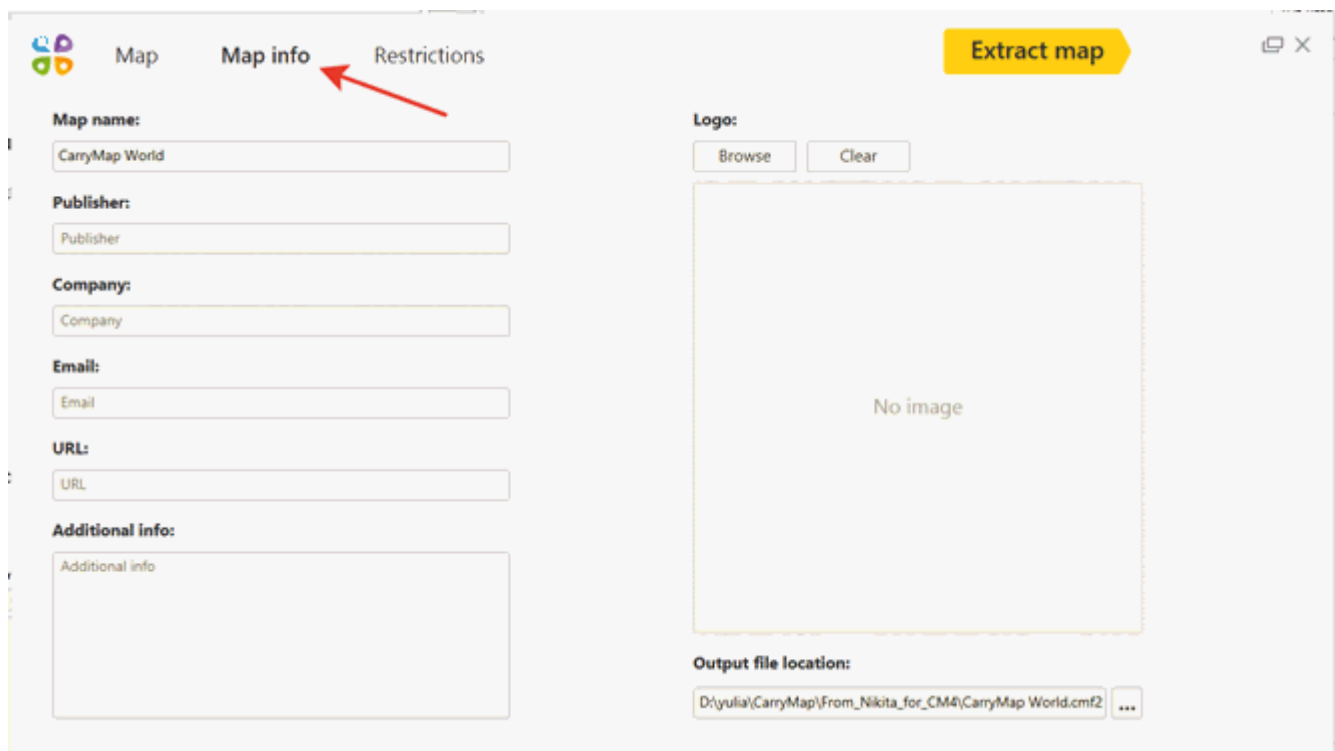 Map
Map info
Restrictions
Extract map
Map name:
CarryMap World
Publisher:
Publisher
Company:
Company
Email:
Email
URL:
URL
Additional info:
Additional info
Logo:
Browse
Clear
No image
Output file location:
D:\yulia\CarryMap\From_Nikita_for_CM4\CarryMap World.cmf2
...